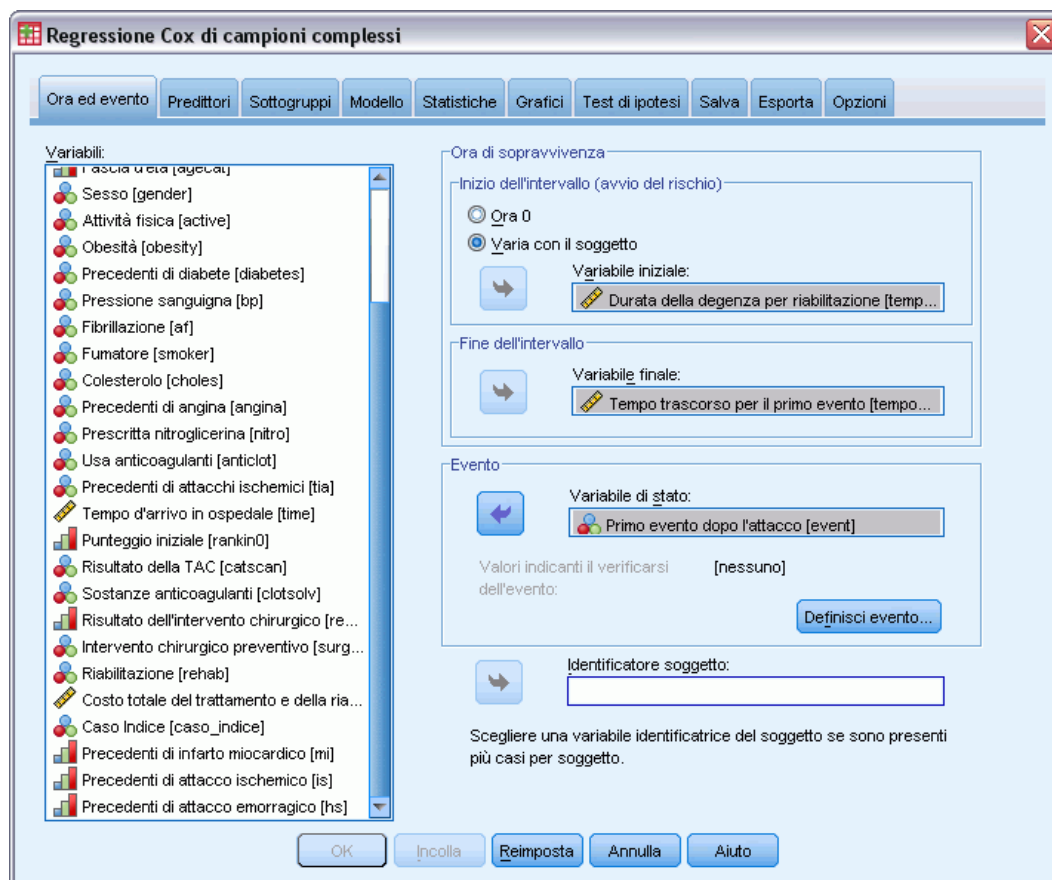 Regressione Cox di campioni complessi
Ora ed evento Predittori Sottogruppi Modello Statistiche Grafici Test di ipotesi Salva Esporta Opzioni
Variabili:
Fascia d'età [agecat]
Sesso [gender]
Attività fisica [active]
Obesità [obesity]
Precedenti di diabete [diabetes]
Pressione sanguigna [bp]
Fibrillazione [af]
Fumatore [smoker]
Colesterolo [choles]
Precedenti di angina [angina]
Prescritta nitroglicerina [nitro]
Usa anticoagulanti [anticlot]
Precedenti di attacchi ischemici [tia]
Tempo d'arrivo in ospedale [time]
Punteggio iniziale [rankin0]
Risultato della TAC [catscan]
Sostanze anticoagulanti [clotsolv]
Risultato dell'intervento chirurgico [re...
Intervento chirurgico preventivo [surg...
Riabilitazione [rehab]
Costo totale del trattamento e della ria...
Caso Indice [caso_indice]
Precedenti di infarto miocardico [mi]
Precedenti di attacco ischemico [is]
Precedenti di attacco emorragico [hs]
Ora di sopravvivenza
Inizio dell'intervallo (avvio del rischio)
Ora 0
Varia con il soggetto
Variabile iniziale:
Durata della degenza per riabilitazione [temp...
Fine dell'intervallo
Variabile finale:
Tempo trascorso per il primo evento [tempo...
Evento
Variabile di stato:
Primo evento dopo l'attacco [event]
Valori indicanti il verificarsi [nessuno]
dell'evento:
Definisci evento...
Identificatore soggetto:
Scegliere una variabile identificatrice del soggetto se sono presenti
più casi per soggetto.
OK Incolla Reimposta Annulla Aiuto